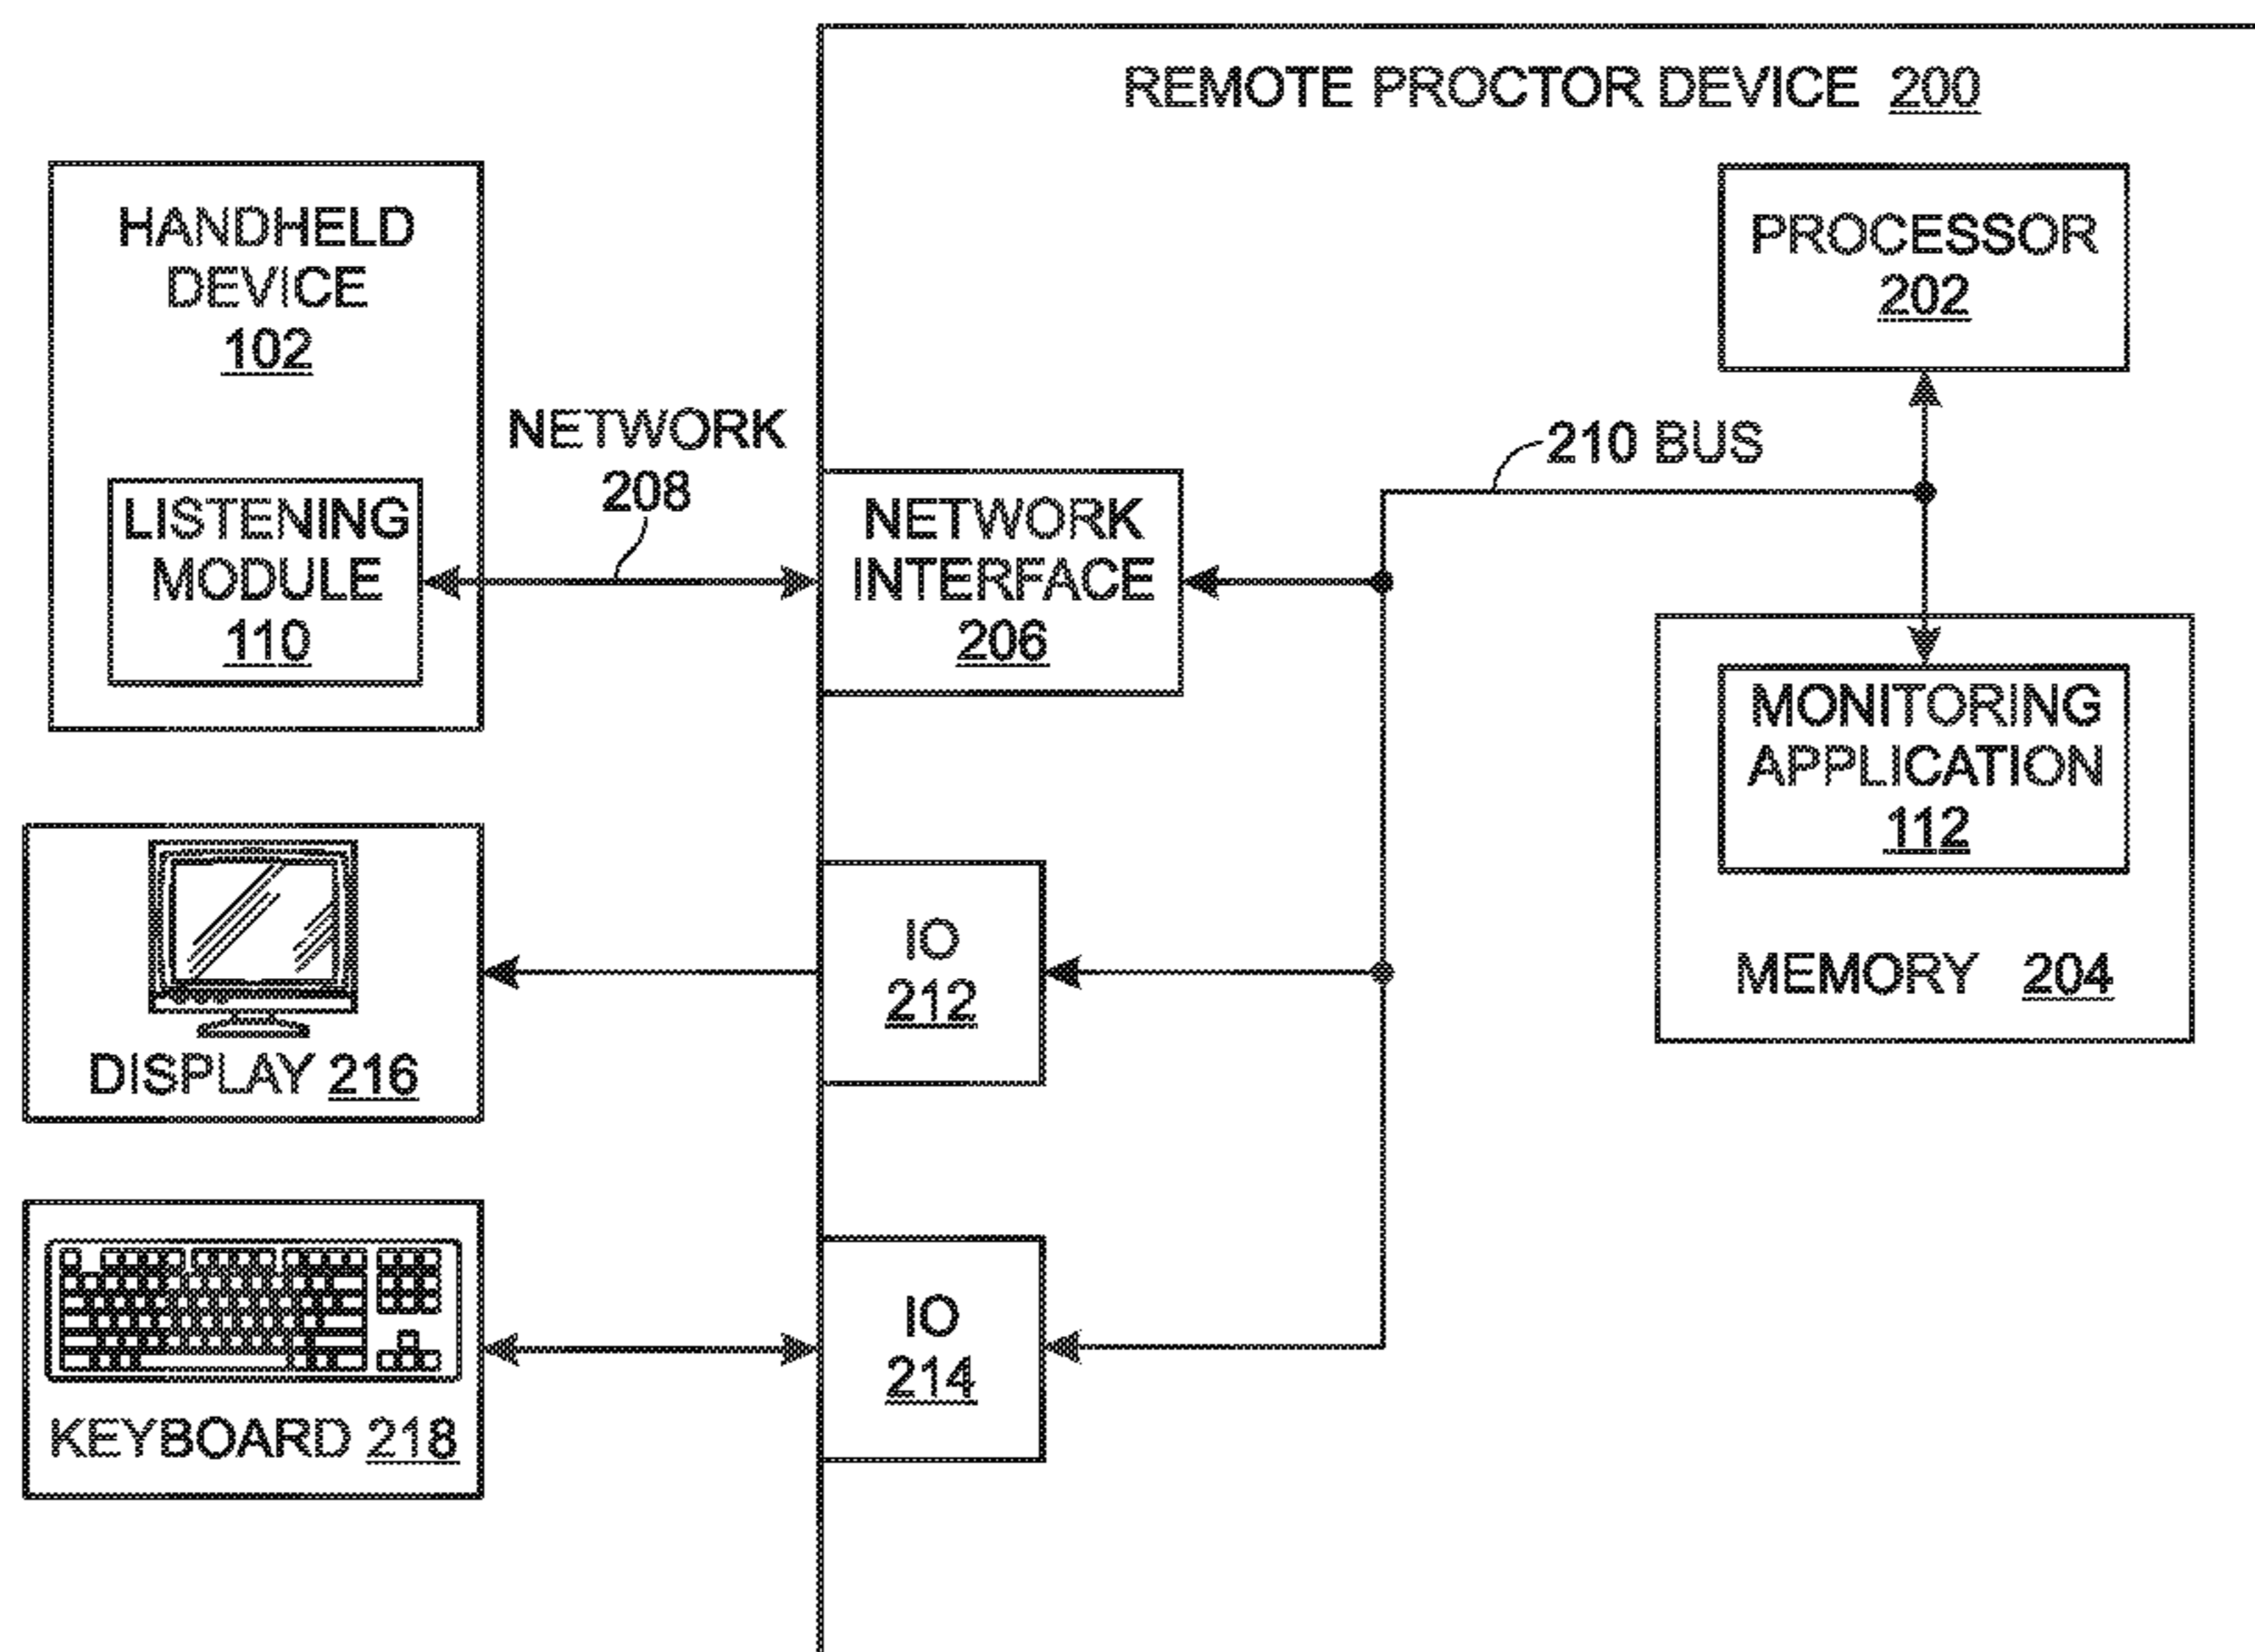 REMOTE PROCTOR DEVICE 200
HANDHELD
DEVICE
102
PROCESSOR
202
NETWORK
208
210 BUS
LISTENING
MODULE
110
NETWORK
INTERFACE
206
MONITORING
APPLICATION
112
MEMORY 204
IO
212
DISPLAY 216
IO
214
KEYBOARD 218